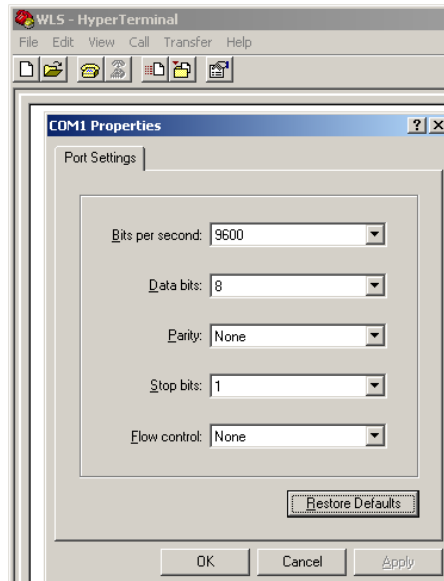 WLS - HyperTerminal
File Edit View Call Transfer Help
COM1 Properties
Port Settings
Bits per second: 9600
Data bits: 8
Parity: None
Stop bits: 1
Flow control: None
Restore Defaults
OK Cancel Apply